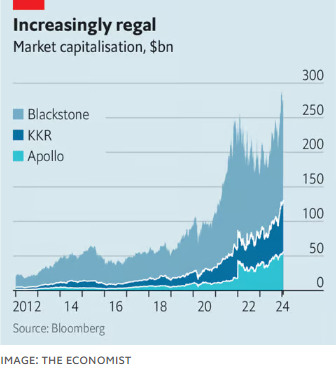 Increasingly regal
Market capitalisation, $bn
300
Blackstone
250
KKR
200
Apollo
150
100
50
0
2012 14 16 18 20 22 24
Source: Bloomberg
IMAGE: THE ECONOMIST